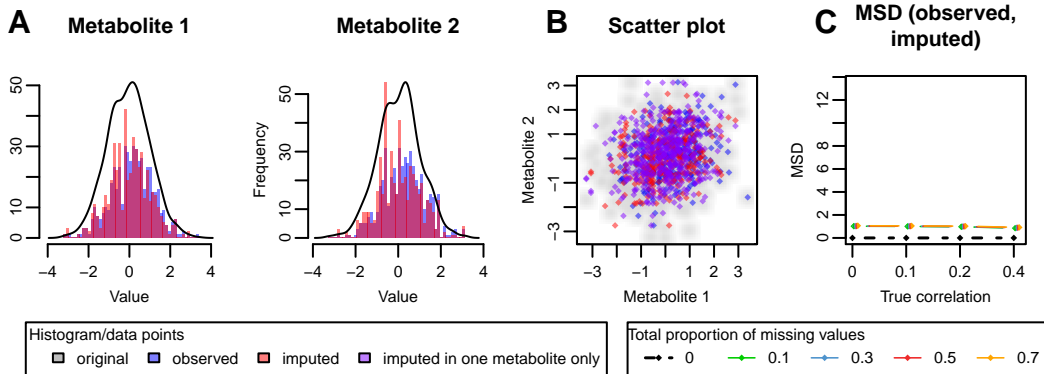 A Metabolite 1
Metabolite 2
B Scatter plot
C MSD (observed, imputed)
0 10 30 50
−4 −2 0 2 4
Value
Frequency
0 10 20 30 50
−4 −2 0 2 4
Value
Metabolite 2
−3 −1 1 2 3
−3 −1 0 1 2 3
Metabolite 1
MSD
0 2 4 8 12
0 0.1 0.2 0.4
True correlation
Histogram/data points
original observed imputed imputed in one metabolite only
Total proportion of missing values
0 0.1 0.3 0.5 0.7